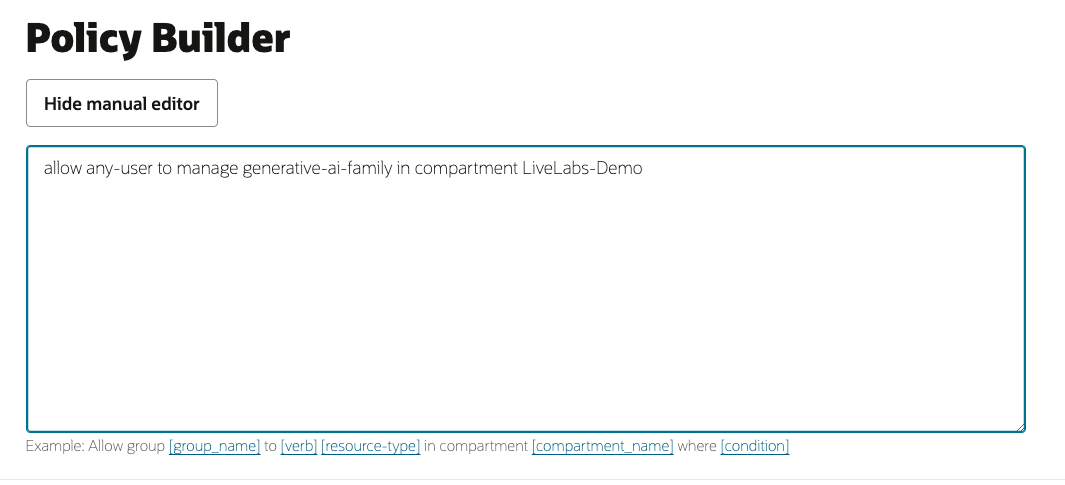 Policy Builder
Hide manual editor
allow any-user to manage generative-ai-family in compartment LiveLabs-Demo
Example: Allow group [group_name] to [verb] [resource-type] in compartment [compartment_name] where [condition]